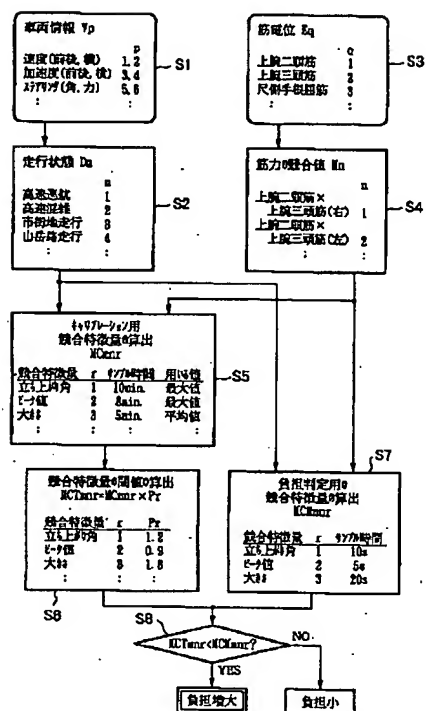 車両情報 Vp
p
速度(前後,横) 1,2
加速度(前後,横) 3,4
ステアリング(角,力) 5,6
:
:
S1
筋電位 Eq
q
上腕二頭筋 1
上腕三頭筋 2
尺側手根屈筋 3
:
:
S3
走行状態 Dm
m
高速巡航 1
高速混雑 2
市街地走行 3
山岳路走行 4
:
:
S2
筋力の競合値 Mn
n
上腕二頭筋×
上腕三頭筋(右) 1
上腕二頭筋×
上腕三頭筋(左) 2
:
:
S4
キャリブレーション用
競合特徴量の算出
MCmnr
競合特徴量 r サンプル時間 用いる値
立ち上がり角 1 10min. 最大値
ピーク値 2 8min. 最大値
大きさ 3 5min. 平均値
: : : :
S5
競合特徴量の閾値の算出
MCTmnr=MCmnr×Pr
競合特徴量 r Pr
立ち上がり角 1 1.2
ピーク値 2 0.9
大きさ 3 1.8
: : :
S6
S7
負担判定用の
競合特徴量の算出
MCMmnr
競合特徴量 r サンプル時間
立ち上がり角 1 10s
ピーク値 2 5s
大きさ 3 20s
: : :
S8
MCTmnr<MCMmnr?
NO
YES
負担増大
負担小